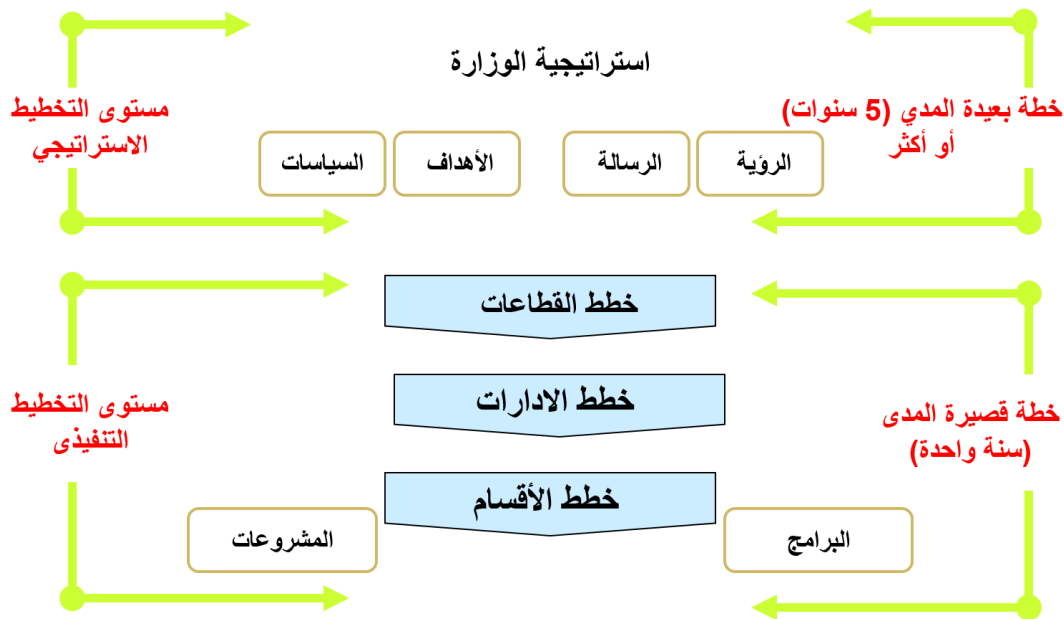 استراتيجية الوزارة
خطة بعيدة المدي (5 سنوات)
أو أكثر
مستوى التخطيط
الاستراتيجي
الرؤية
الرسالة
الأهداف
السياسات
خطط القطاعات
خطط الادارات
خطة قصيرة المدى
(سنة واحدة)
مستوى التخطيط
التنفيذى
خطط الأقسام
البرامج
المشروعات